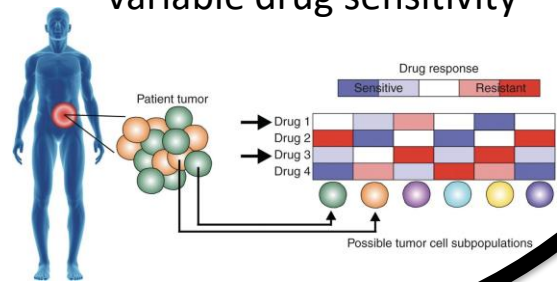 variable drug sensitivity
Drug response
Sensitive Resistant
Patient tumor
Drug 1
Drug 2
Drug 3
Drug 4
Possible tumor cell subpopulations